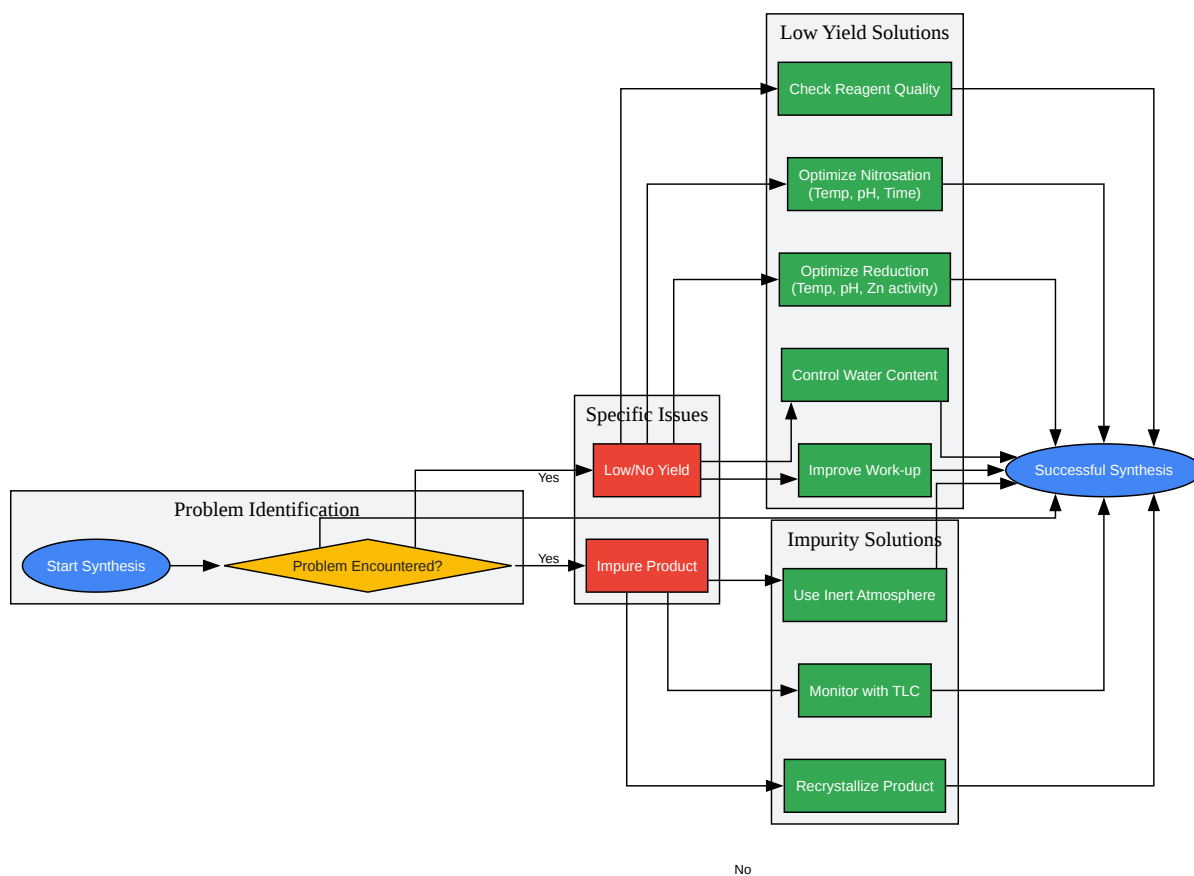 Low Yield Solutions
Check Reagent Quality
Optimize Nitrosation
(Temp, pH, Time)
Optimize Reduction
(Temp, pH, Zn activity)
Control Water Content
Improve Work-up
Specific Issues
Low/No Yield
Impure Product
Successful Synthesis
Yes
Yes
Problem Identification
Start Synthesis
Problem Encountered?
Impurity Solutions
Use Inert Atmosphere
Monitor with TLC
Recrystallize Product
No